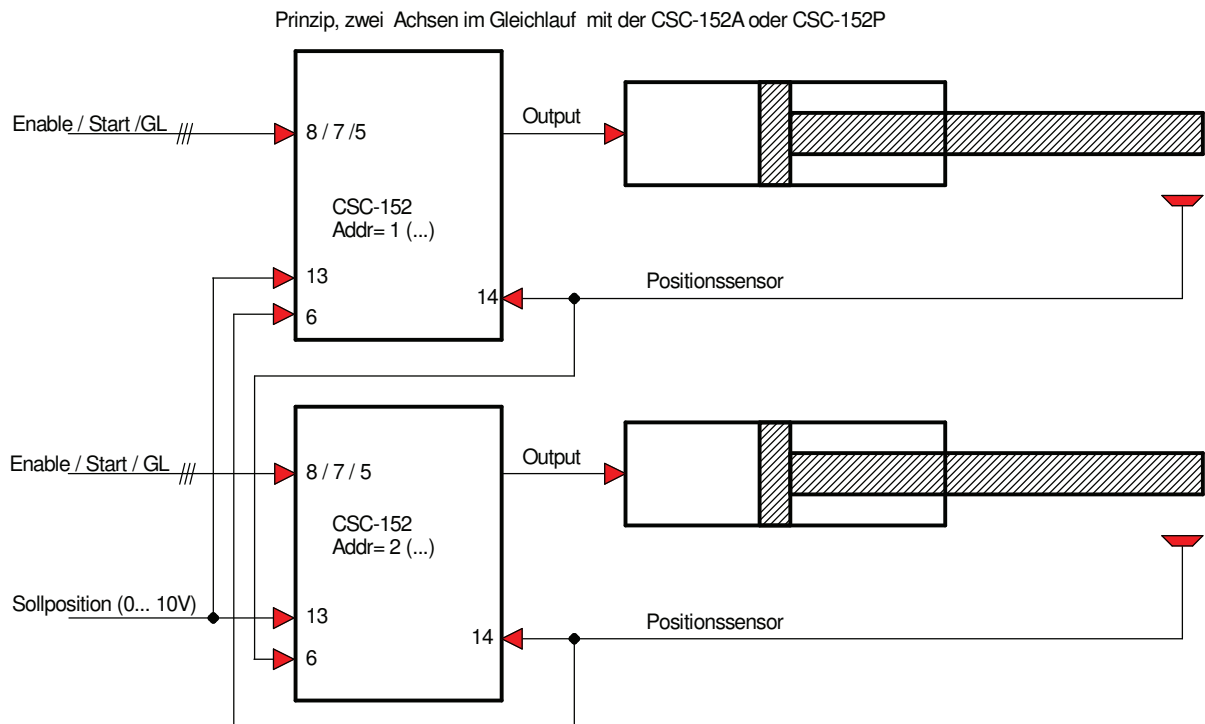 Prinzip, zwei Achsen im Gleichlauf mit der CSC-152A oder CSC-152P
Enable / Start /GL
8 / 7 /5
Output
CSC-152
Addr= 1 (...)
13
6
14
Positionssensor
Enable / Start / GL
8 / 7 / 5
Output
CSC-152
Addr= 2 (...)
Sollposition (0... 10V)
13
6
14
Positionssensor